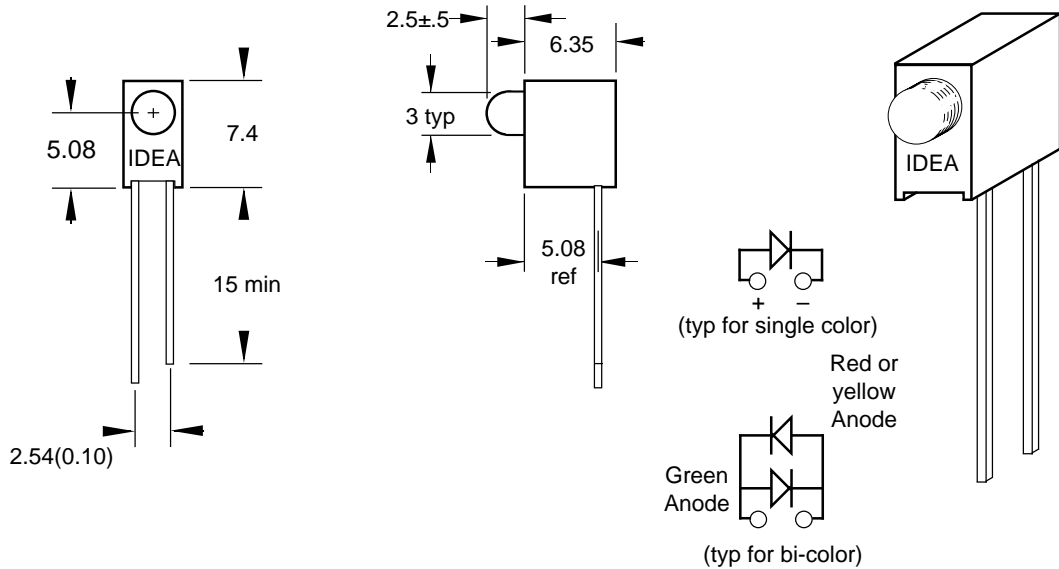 2.5±.5
6.35
5.08
IDEA
7.4
15 min
2.54(0.10)
3 typ
5.08
ref
IDEA
+ −
(typ for single color)
Red or
yellow
Anode
Green
Anode
(typ for bi-color)